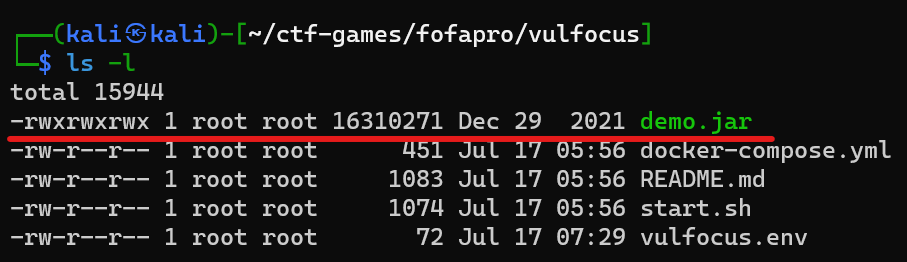 ┌──(kali㉿kali)-[~/ctf-games/fofapro/vulfocus]
└─$ ls -l
total 15944
-rwxrwxrwx 1 root root 16310271 Dec 29  2021 demo.jar
-rw-r--r-- 1 root root      451 Jul 17 05:56 docker-compose.yml
-rw-r--r-- 1 root root     1083 Jul 17 05:56 README.md
-rw-r--r-- 1 root root     1074 Jul 17 05:56 start.sh
-rw-r--r-- 1 root root       72 Jul 17 07:29 vulfocus.env